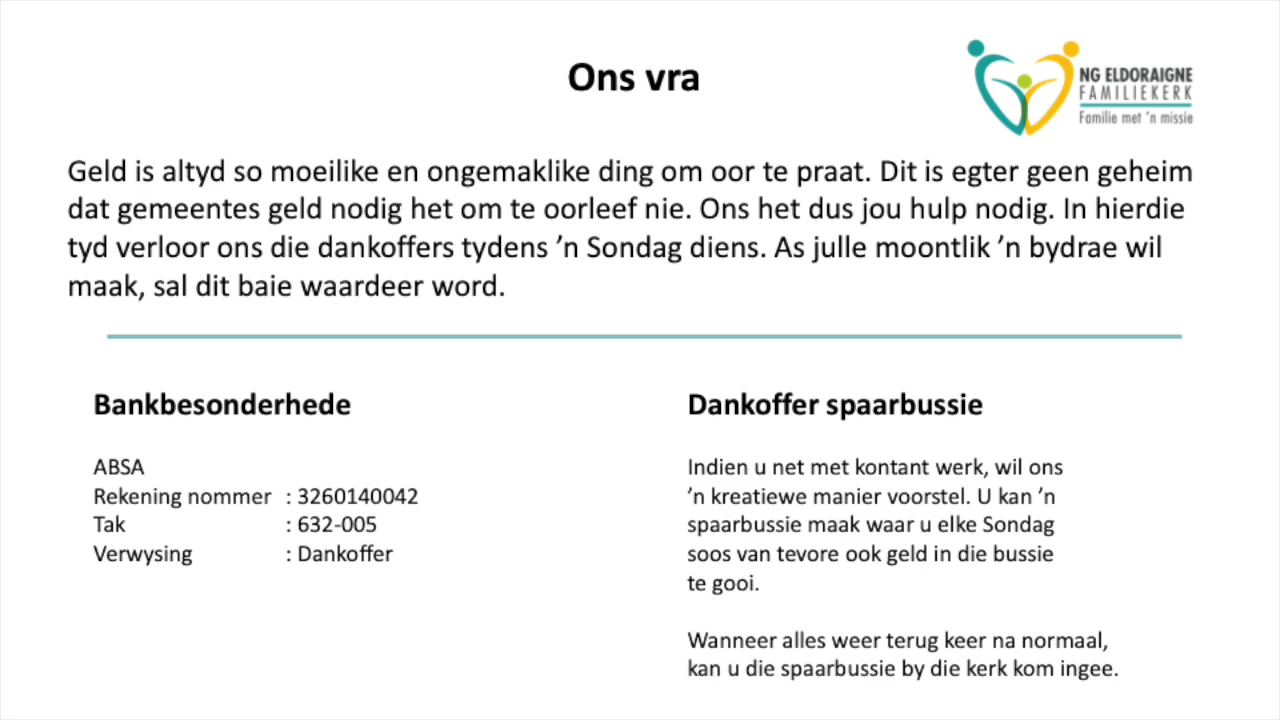 Ons vra
NG ELDORAIGNE
FAMILIEKERK
Familie met ‘n missie
Geld is altyd so moeilike en ongemaklike ding om oor te praat. Dit is egter geen geheim
dat gemeentes geld nodig het om te oorleef nie. Ons het dus jou hulp nodig. In hierdie
tyd verloor ons die dankoffers tydens ’n Sondag diens. As julle moontlik ’n bydrae wil
maak, sal dit baie waardeer word.
Bankbesonderhede
ABSA
Rekening nommer : 3260140042
Tak : 632-005
Verwysing : Dankoffer
Dankoffer spaarbussie
Indien u net met kontant werk, wil ons
’n kreatiewe manier voorstel. U kan ’n
spaarbussie maak waar u elke Sondag
soos van tevore ook geld in die bussie
te gooi.
Wanneer alles weer terug keer na normaal,
kan u die spaarbussie by die kerk kom ingee.